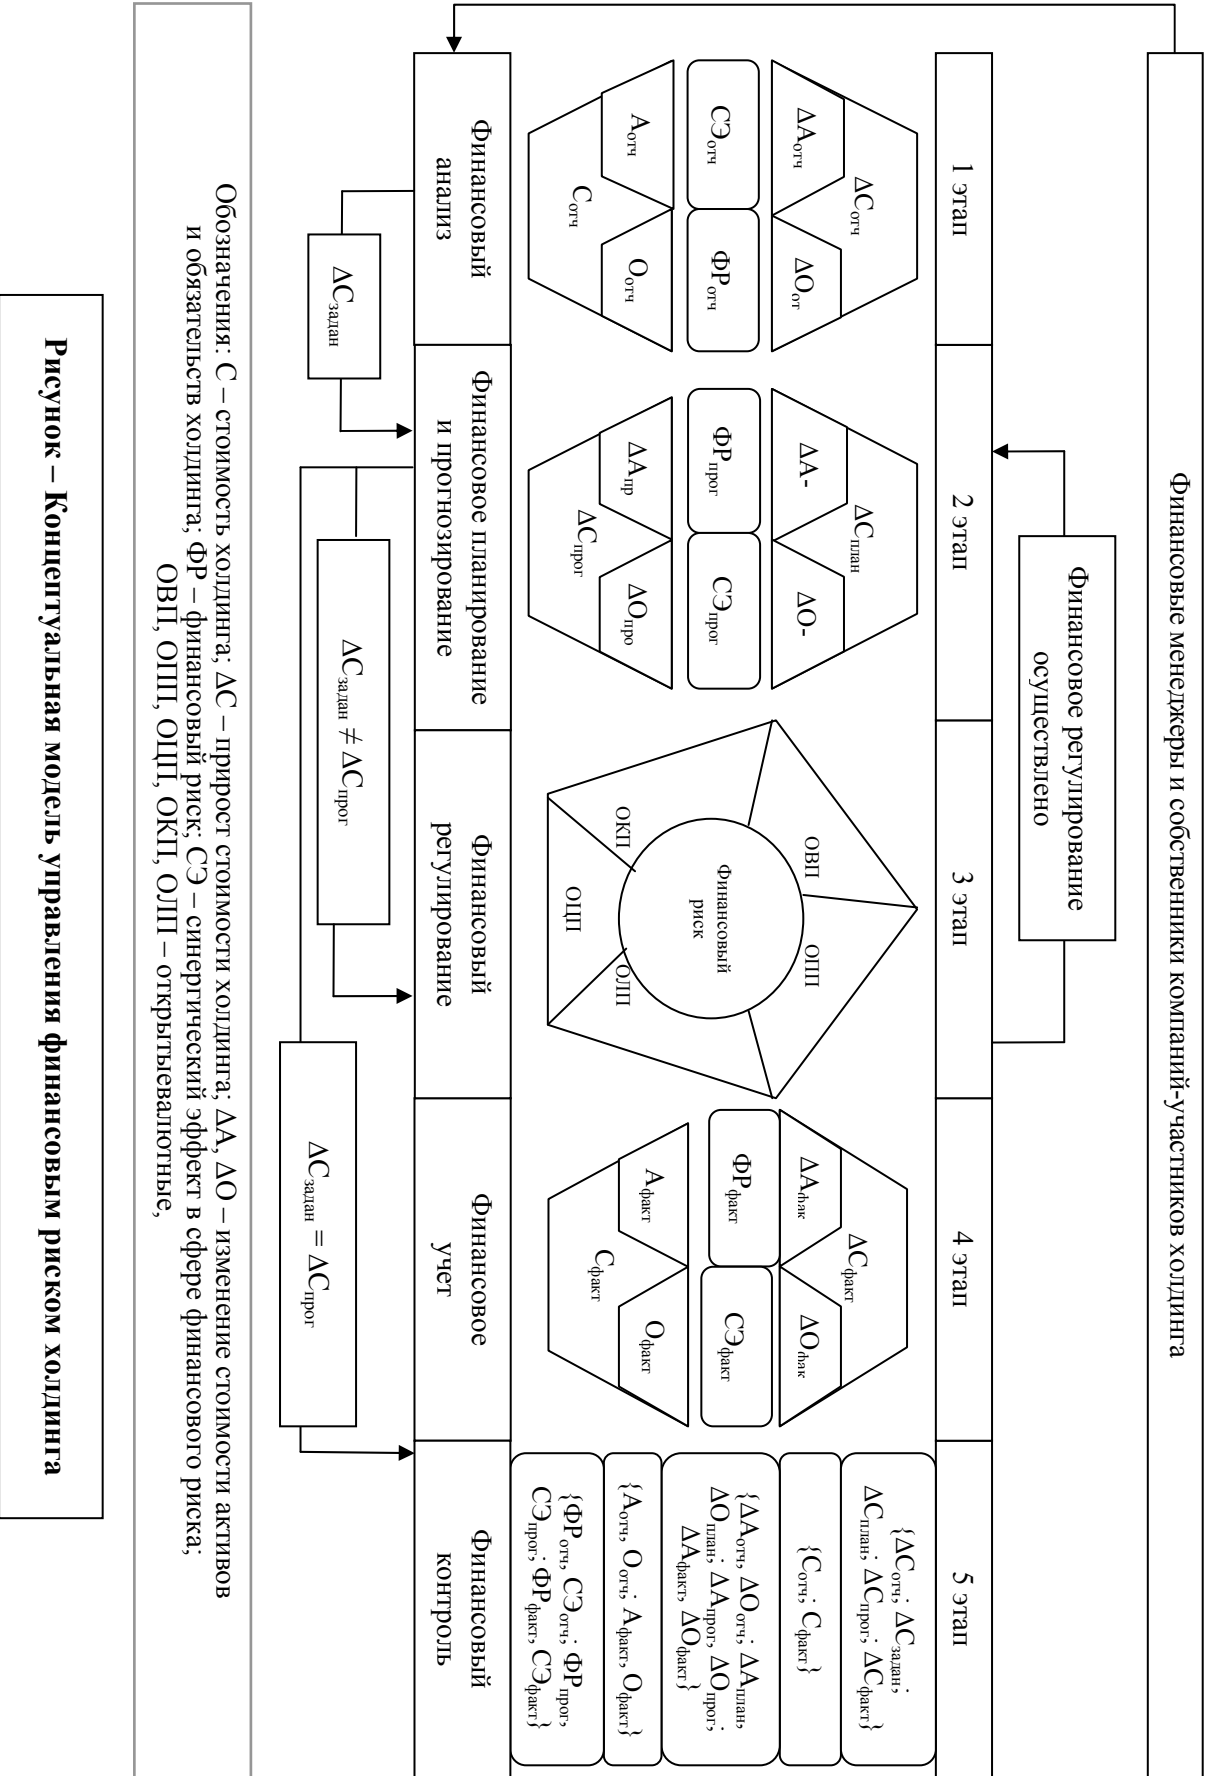 Финансовые менеджеры и собственники компаний-участников холдинга
Финансовое регулирование
осуществлено
1 этап
2 этап
3 этап
4 этап
5 этап
ΔСотч
ΔАотч
ΔОот
СЭотч
ФРотч
Аотч
Оотч
Сотч
ΔСплан
ΔА-
ΔО-
ФРпрог
СЭпрог
ΔАпр
ΔОпро
ΔСпрог
ОВП
ОПП
Финансовый
риск
ОКП
ОЛП
ОЦП
ΔСфакт
ΔАфак
ΔОфак
ФРфакт
СЭфакт
Афакт
Офакт
Сфакт
{ΔСотч; ΔСзадан;
ΔСплан; ΔСпрог; ΔСфакт}
{Сотч; Сфакт}
{ΔАотч, ΔОотч; ΔАплан,
ΔОплан; ΔАпрог, ΔОпрог;
ΔАфакт, ΔОфакт}
{Аотч, Оотч; Афакт, Офакт}
{ФРотч, СЭотч; ФРпрог,
СЭпрог; ФРфакт, СЭфакт}
Финансовый
анализ
Финансовое планирование
и прогнозирование
Финансовый
регулирование
Финансовое
учет
Финансовый
контроль
ΔСзадан
ΔСзадан ≠ ΔСпрог
ΔСзадан = ΔСпрог
Обозначения: С – стоимость холдинга; ΔС – прирост стоимости холдинга; ΔА, ΔО – изменение стоимости активов
и обязательств холдинга; ФР – финансовый риск; СЭ – синергический эффект в сфере финансового риска;
ОВП, ОПП, ОЦП, ОКП, ОЛП – открытыевалютные,
Рисунок – Концептуальная модель управления финансовым риском холдинга